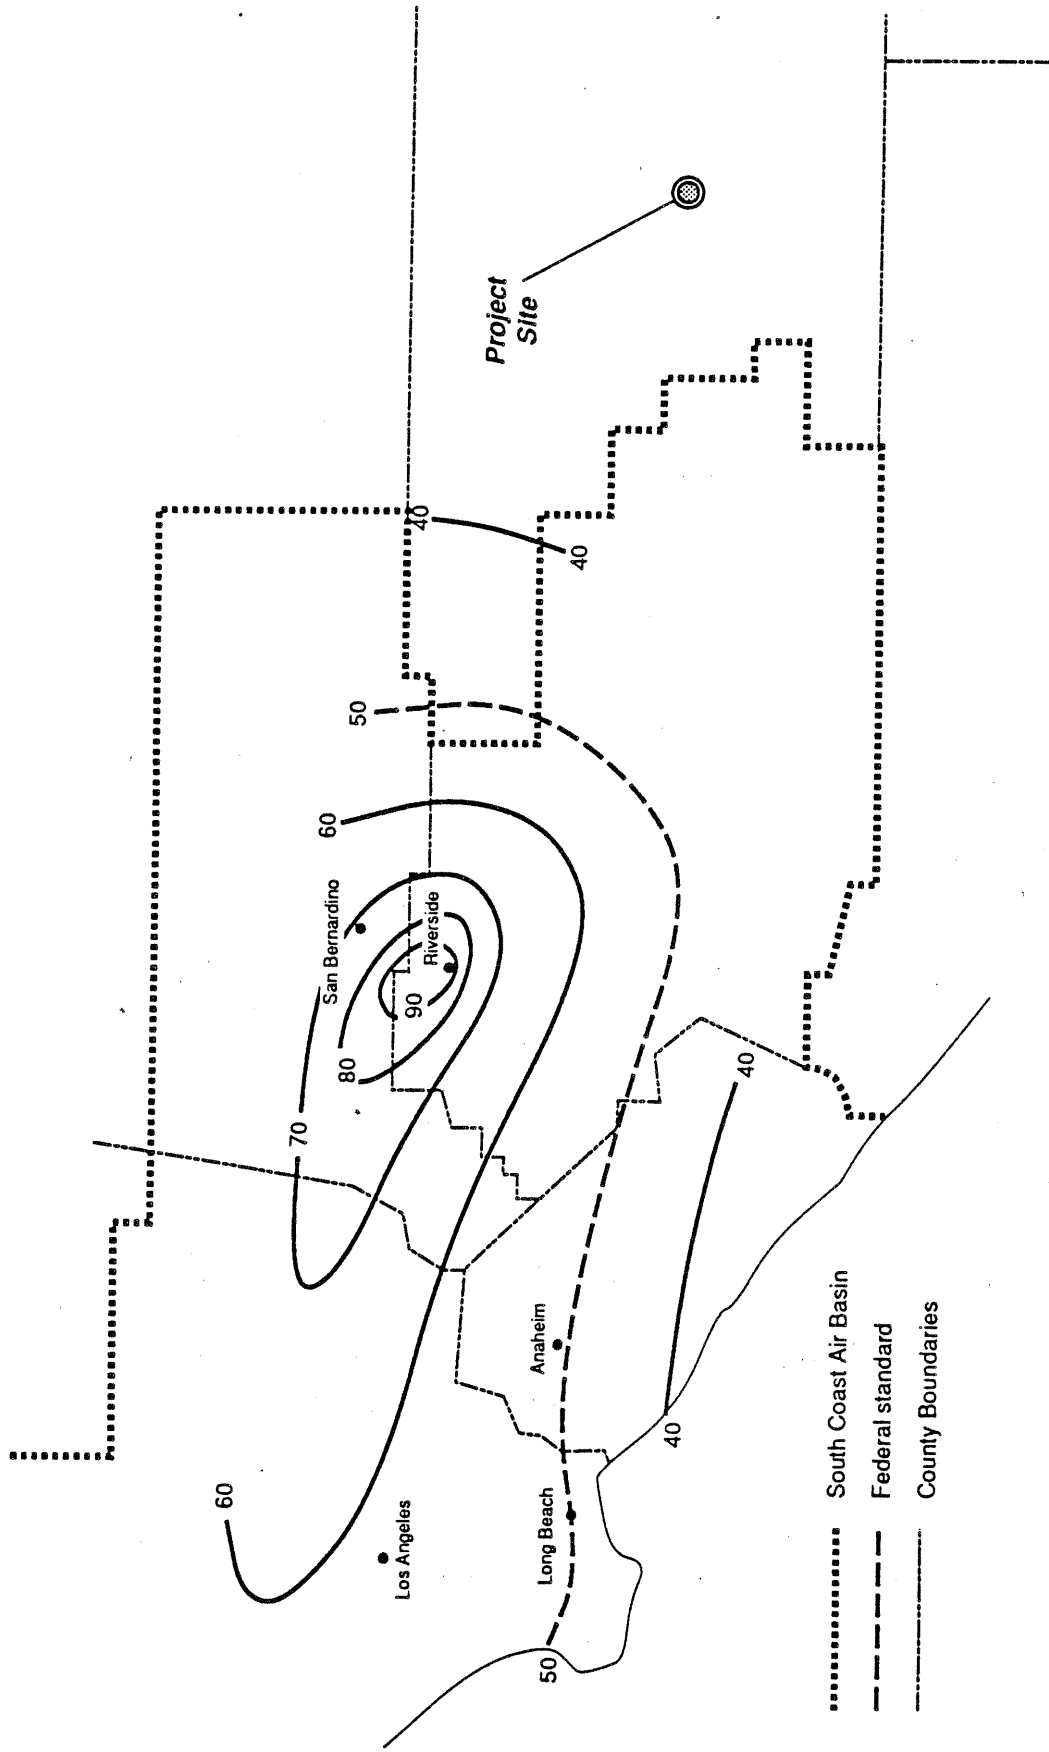 Project
Site
40
40
50
60
San Bernardino
Riverside
90
80
70
60
40
40
Anaheim
Los Angeles
Long Beach
50
South Coast Air Basin
Federal standard
County Boundaries